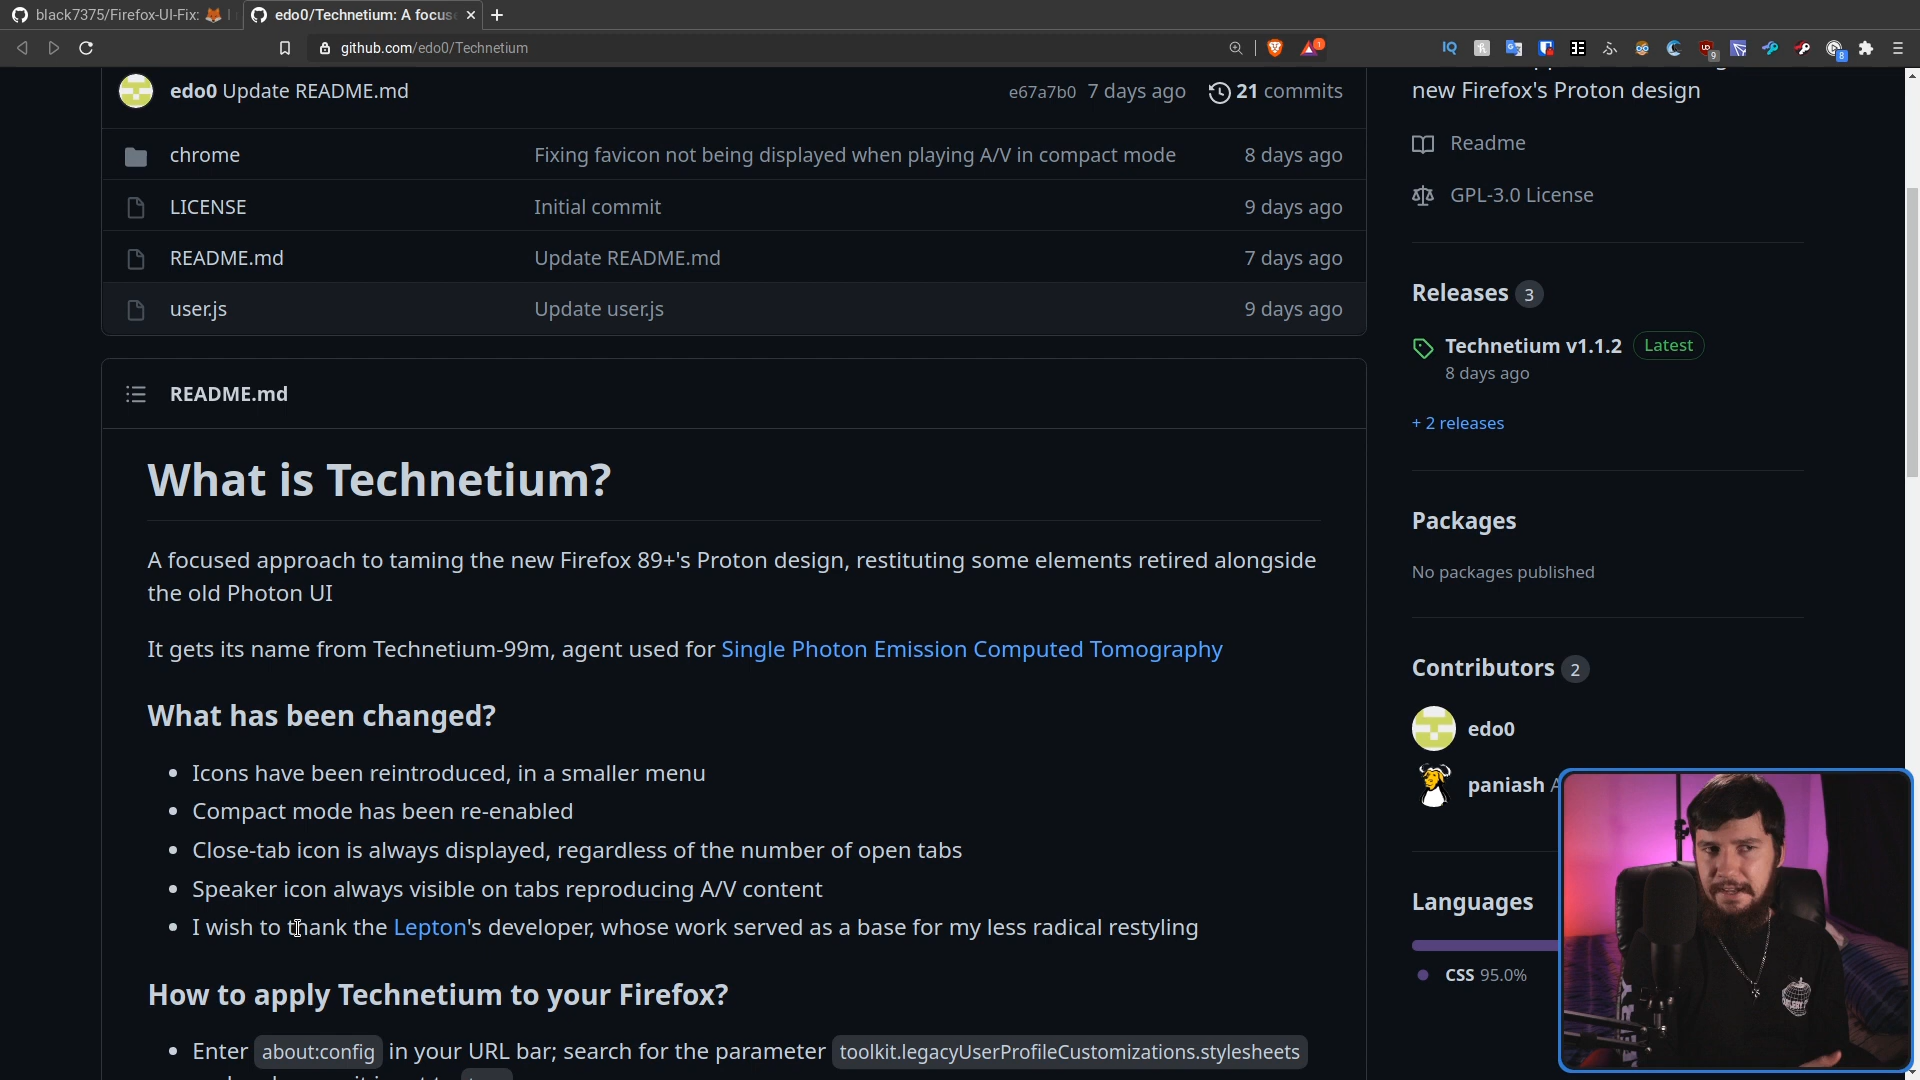 black7375/Firefox-UI-Fix: 🦊 I
edo0/Technetium: A focus
github.com/edo0/Technetium
edo0 Update README.md
e67a7b0 7 days ago 21 commits
chrome Fixing favicon not being displayed when playing A/V in compact mode 8 days ago
LICENSE Initial commit 9 days ago
README.md Update README.md 7 days ago
user.js Update user.js 9 days ago
README.md
What is Technetium?
A focused approach to taming the new Firefox 89+'s Proton design, restituting some elements retired alongside
the old Photon UI
It gets its name from Technetium-99m, agent used for Single Photon Emission Computed Tomography
What has been changed?
Icons have been reintroduced, in a smaller menu
Compact mode has been re-enabled
Close-tab icon is always displayed, regardless of the number of open tabs
Speaker icon always visible on tabs reproducing A/V content
I wish to thank the Lepton's developer, whose work served as a base for my less radical restyling
How to apply Technetium to your Firefox?
Enter about:config in your URL bar; search for the parameter toolkit.legacyUserProfileCustomizations.stylesheets
new Firefox's Proton design
Readme
GPL-3.0 License
Releases 3
Technetium v1.1.2 Latest
8 days ago
+ 2 releases
Packages
No packages published
Contributors 2
edo0
paniash A
Languages
CSS 95.0%